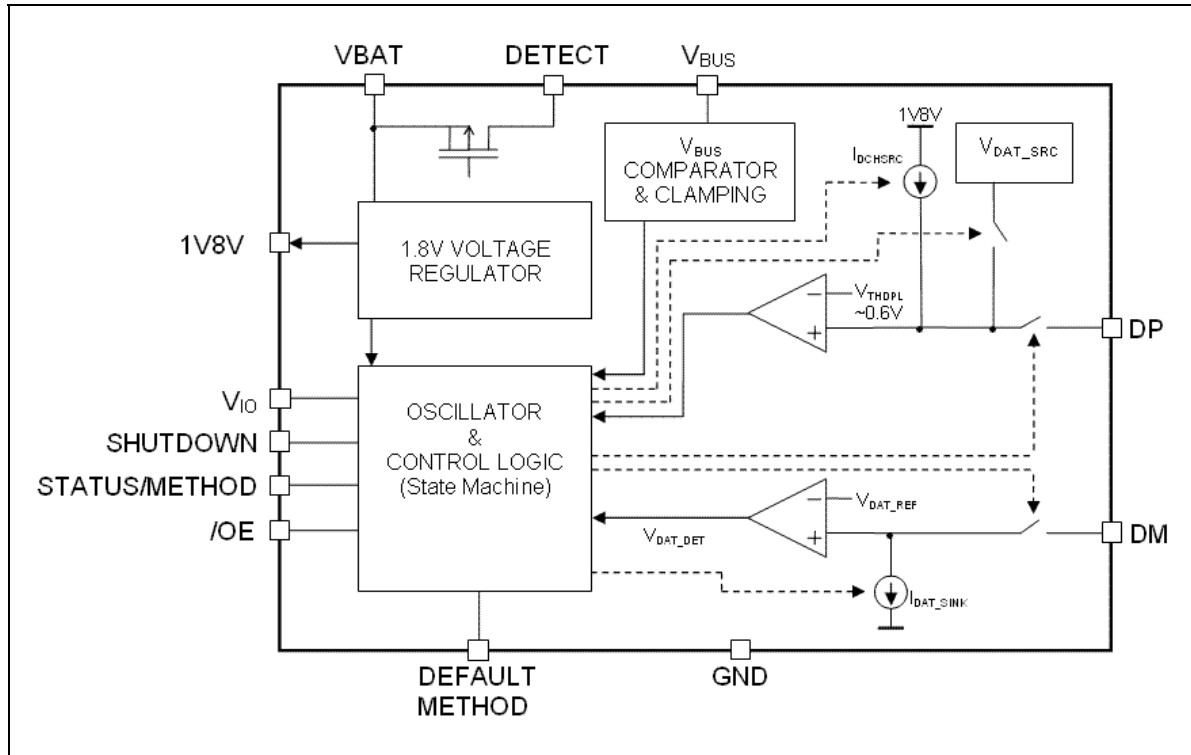 VBAT
DETECT
VBUS
VBUS
COMPARATOR
& CLAMPING
1V8V
IDCHSRC
VDAT_SRC
1V8V
1.8V VOLTAGE
REGULATOR
VTHDPL
~0.6V
DP
VIO
SHUTDOWN
STATUS/METHOD
/OE
OSCILLATOR
&
CONTROL LOGIC
(State Machine)
VDAT_REF
VDAT_DET
DM
IDAT_SINK
DEFAULT
METHOD
GND